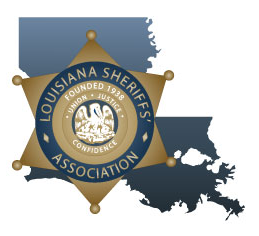 LOUISIANA SHERIFFS'
ASSOCIATION
FOUNDED 1938
• UNION • JUSTICE •
CONFIDENCE